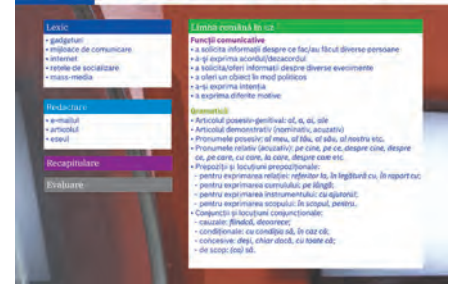 Lexic
• gadgeturi
• mijloace de comunicare
• internet
• rețele de socializare
• mass-media
Redactare
• e-mailul
• articolul
• eseul
Recapitulare
Evaluare
Limba română în uz
Funcții comunicative
• a solicita informații despre ce fac/au făcut diverse persoane
• a-și exprima acordul/dezacordul
• a solicita/oferi informații despre diverse evenimente
• a oferi un obiect în mod politicos
• a-și exprima intenția
• a exprima diferite motive
Gramatică
• Articolul posesiv-genitival: al, a, ai, ale
• Articolul demonstrativ (nominativ, acuzativ)
• Pronumele posesiv: al meu, al tău, al său, al nostru etc.
• Pronumele relativ (acuzativ): pe cine, pe ce, despre cine, despre
ce, pe care, cu care, la care, despre care etc.
• Prepoziții și locuțiuni prepoziționale:
- pentru exprimarea relației: referitor la, în legătură cu, în raport cu;
- pentru exprimarea cumulului: pe lângă;
- pentru exprimarea instrumentului: cu ajutorul;
- pentru exprimarea scopului: în scopul, pentru.
• Conjuncții și locuțiuni conjuncționale:
- cauzale: fiindcă, deoarece;
- condiționale: cu condiția să, în caz că;
- concesive: deși, chiar dacă, cu toate că;
- de scop: (ca) să.